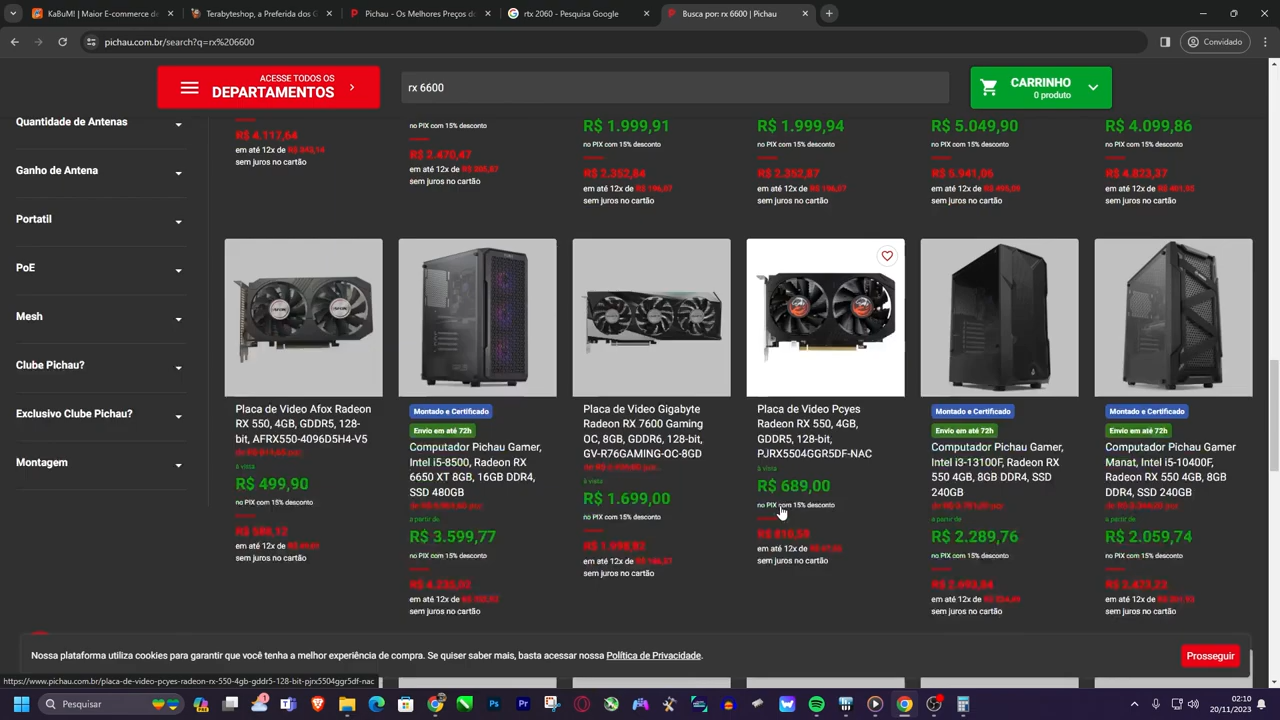 KaBuM! | Maior E-commerce de
Terabyteshop, a Preferida dos G
Pichau - Os Melhores Preços do
rtx 2060 - Pesquisa Google
Busca por: rx 6600 | Pichau
pichau.com.br/search?q=rx%206600
Convidado
ACESSE TODOS OS
DEPARTAMENTOS
rx 6600
CARRINHO
0 produto
Quantidade de Antenas
Ganho de Antena
Portatil
PoE
Mesh
Clube Pichau?
Exclusivo Clube Pichau?
Montagem
R$ 4.117,64
em até 12x de R$ 343,14
sem juros no cartão
no PIX com 15% desconto
R$ 2.470,47
em até 12x de
sem juros no cartão
R$ 1.999,91
no PIX com 15% desconto
R$ 2.352,84
em até 12x de R$ 196,07
sem juros no cartão
R$ 1.999,94
no PIX com 15% desconto
R$ 2.352,87
em até 12x de R$ 196,07
sem juros no cartão
R$ 5.049,90
no PIX com 15% desconto
R$ 5.941,06
em até 12x de
sem juros no cartão
R$ 4.099,86
no PIX com 15% desconto
R$ 4.823,37
em até 12x de
sem juros no cartão
Placa de Video Afox Radeon
RX 550, 4GB, GDDR5, 128-
bit, AFRX550-4096D5H4-V5
à vista
R$ 499,90
no PIX com 15% desconto
R$ 588,12
em até 12x de
sem juros no cartão
Montado e Certificado
Envio em até 72h
Computador Pichau Gamer,
Intel i5-8500, Radeon RX
6650 XT 8GB, 16GB DDR4,
SSD 480GB
a partir de
R$ 3.599,77
no PIX com 15% desconto
em até 12x de
sem juros no cartão
Placa de Video Gigabyte
Radeon RX 7600 Gaming
OC, 8GB, GDDR6, 128-bit,
GV-R76GAMING-OC-8GD
à vista
R$ 1.699,00
no PIX com 15% desconto
em até 12x de
sem juros no cartão
Placa de Video Pcyes
Radeon RX 550, 4GB,
GDDR5, 128-bit,
PJRX5504GGR5DF-NAC
à vista
R$ 689,00
no PIX com 15% desconto
R$ 810,59
em até 12x de
sem juros no cartão
Montado e Certificado
Envio em até 72h
Computador Pichau Gamer,
Intel i3-13100F, Radeon RX
550 4GB, 8GB DDR4, SSD
240GB
a partir de
R$ 2.289,76
no PIX com 15% desconto
em até 12x de
sem juros no cartão
Montado e Certificado
Envio em até 72h
Computador Pichau Gamer
Manat, Intel i5-10400F,
Radeon RX 550 4GB, 8GB
DDR4, SSD 240GB
a partir de
R$ 2.059,74
no PIX com 15% desconto
em até 12x de
sem juros no cartão
Nossa plataforma utiliza cookies para garantir que você tenha a melhor experiência de compra. Se quiser saber mais, basta acessar nossa Política de Privacidade.
Prosseguir
https://www.pichau.com.br/placa-de-video-pcyes-radeon-rx-550-4gb-gddr5-128-bit-pjrx5504ggr5df-nac
Pesquisar
02:10
20/11/2023